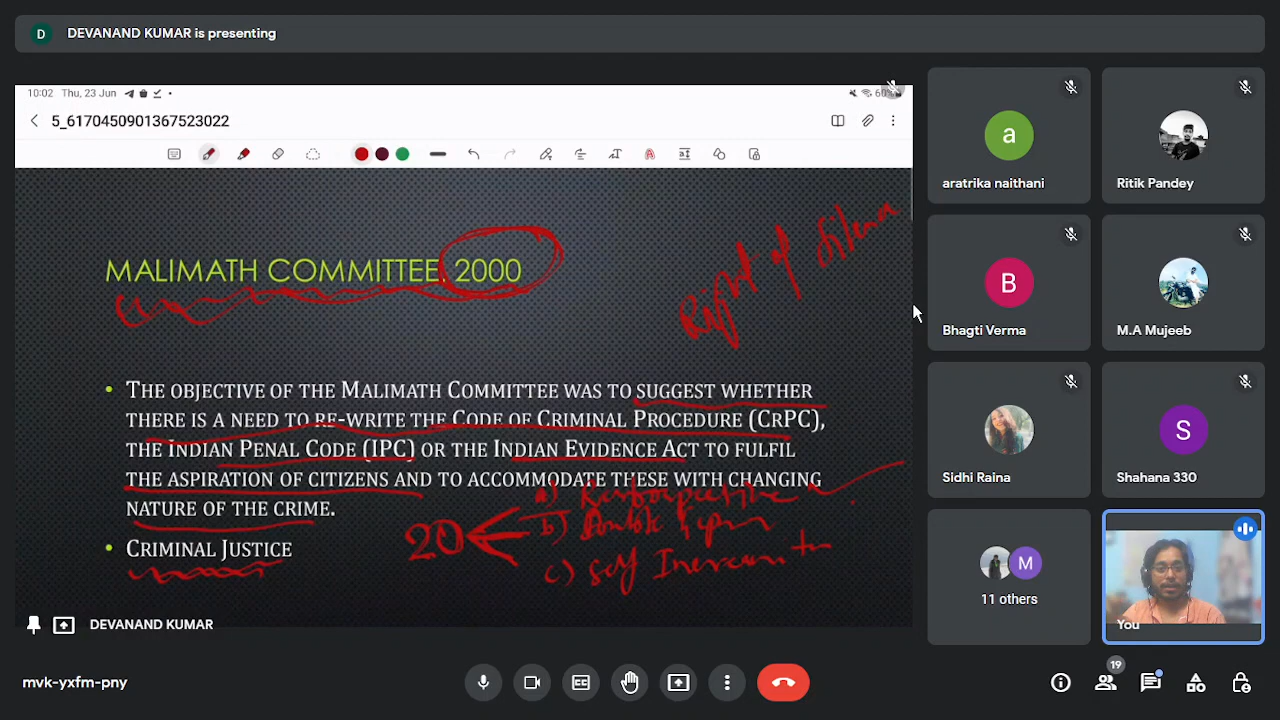 D DEVANAND KUMAR is presenting
10:02 Thu, 23 Jun 60%
5_6170450901367523022
MALIMATH COMMITTEE, 2000
Right of silena
• THE OBJECTIVE OF THE MALIMATH COMMITTEE WAS TO SUGGEST WHETHER
THERE IS A NEED TO RE-WRITE THE CODE OF CRIMINAL PROCEDURE (CRPC),
THE INDIAN PENAL CODE (IPC) OR THE INDIAN EVIDENCE ACT TO FULFIL
THE ASPIRATION OF CITIZENS AND TO ACCOMMODATE THESE WITH CHANGING
NATURE OF THE CRIME.
20
a) Retrospective
b)
c) Self
• CRIMINAL JUSTICE
DEVANAND KUMAR
a
aratrika naithani
Ritik Pandey
B
Bhagti Verma
M.A Mujeeb
Sidhi Raina
S
Shahana 330
M
11 others
You
mvk-yxfm-pny
CC
19